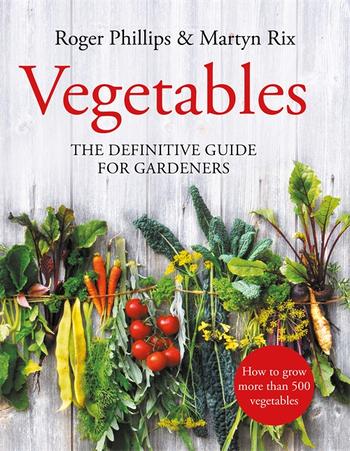 Roger Phillips & Martyn Rix
Vegetables
THE DEFINITIVE GUIDE
FOR GARDENERS
How to grow
more than 500
vegetables